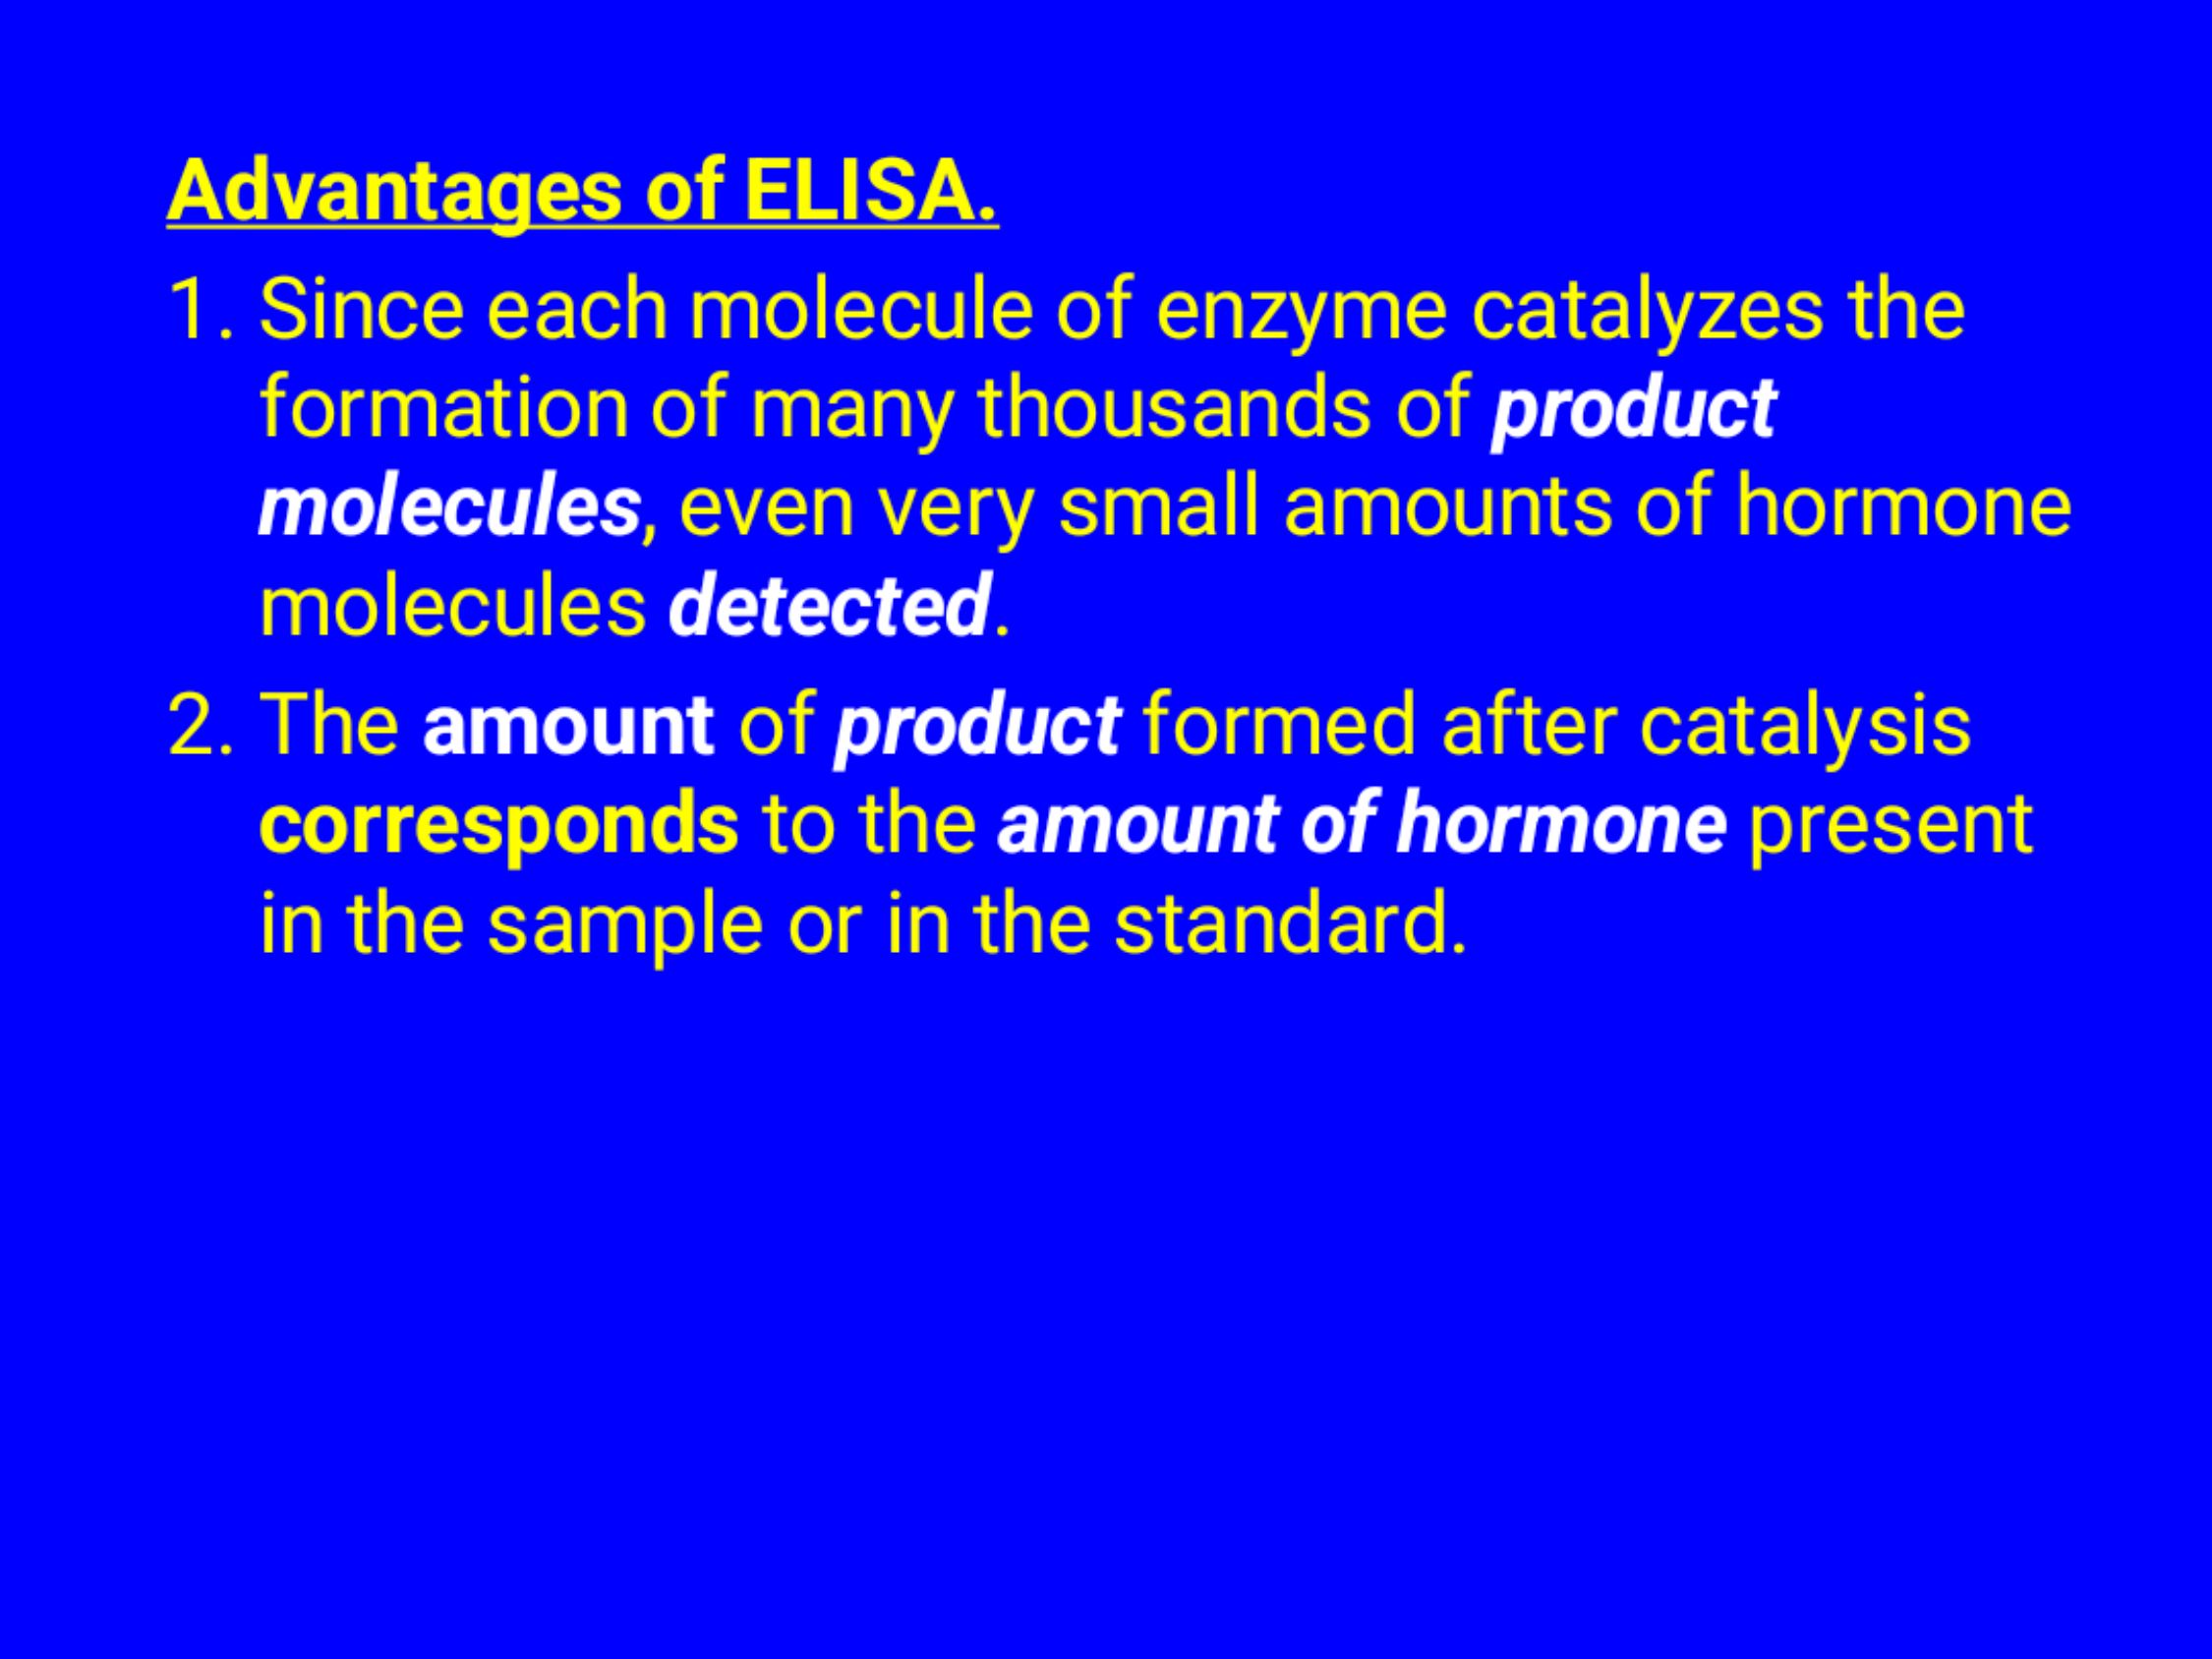 Advantages of ELISA.
1. Since each molecule of enzyme catalyzes the
formation of many thousands of product
molecules, even very small amounts of hormone
molecules detected.
2. The amount of product formed after catalysis
corresponds to the amount of hormone present
in the sample or in the standard.